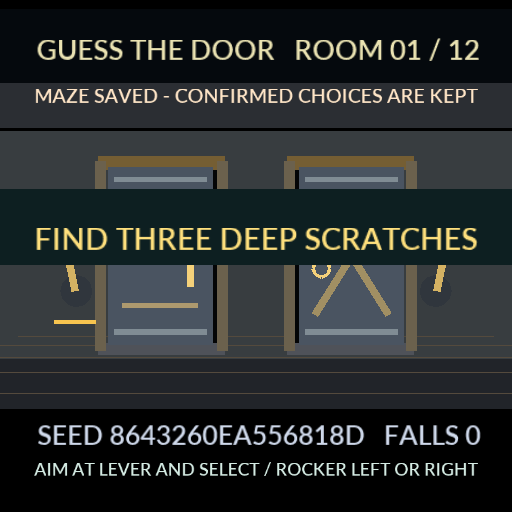 GUESS THE DOOR   ROOM 01 / 12
MAZE SAVED - CONFIRMED CHOICES ARE KEPT
FIND THREE DEEP SCRATCHES
SEED 8643260EA556818D   FALLS 0
AIM AT LEVER AND SELECT / ROCKER LEFT OR RIGHT